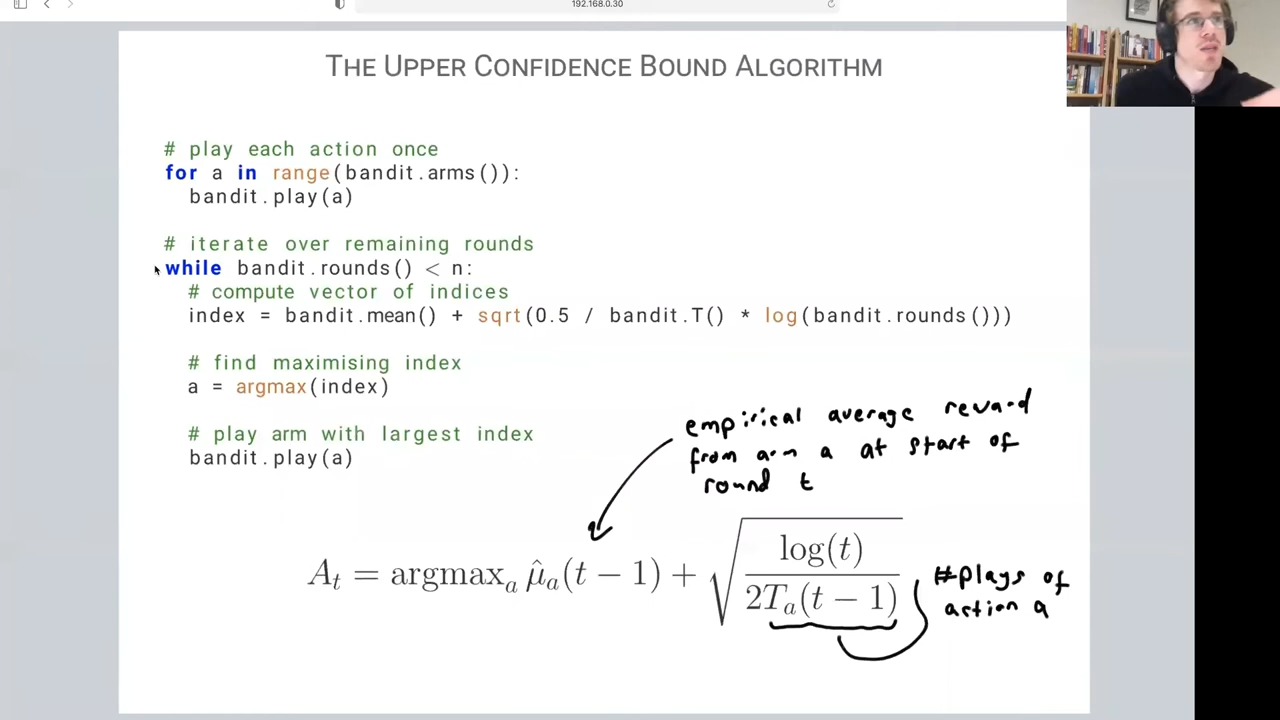 192.168.0.30
The Upper Confidence Bound Algorithm
# play each action once
for a in range(bandit.arms()):
bandit.play(a)
# iterate over remaining rounds
while bandit.rounds() < n:
# compute vector of indices
index = bandit.mean() + sqrt(0.5 / bandit.T() * log(bandit.rounds()))
# find maximising index
a = argmax(index)
# play arm with largest index
bandit.play(a)
empirical average reward
from arm a at start of
round t
A_t = argmax_a μ̂_a(t − 1) + √(log(t) / 2T_a(t − 1))
#plays of
action a